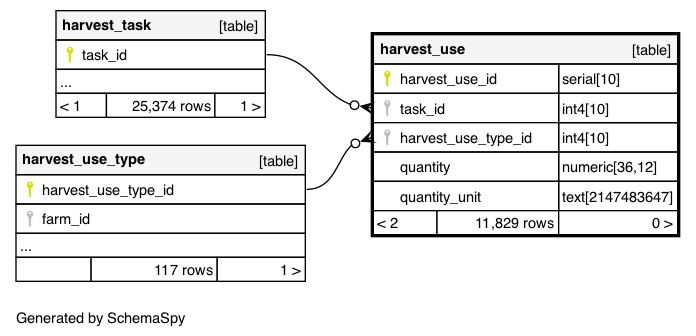 harvest_task [table]
task_id
...
< 1 25,374 rows 1 >
harvest_use_type [table]
harvest_use_type_id
farm_id
...
117 rows 1 >
harvest_use [table]
harvest_use_id serial[10]
task_id int4[10]
harvest_use_type_id int4[10]
quantity numeric[36,12]
quantity_unit text[2147483647]
< 2 11,829 rows 0 >
Generated by SchemaSpy